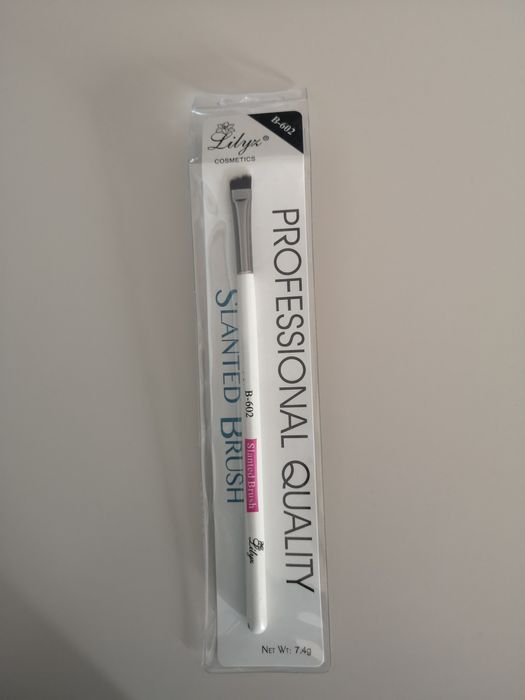 Lilyz®
COSMETICS
B-602
PROFESSIONAL QUALITY
SLANTED BRUSH
B-602
Slanted Brush
Lilyz
NET WT: 7.4g